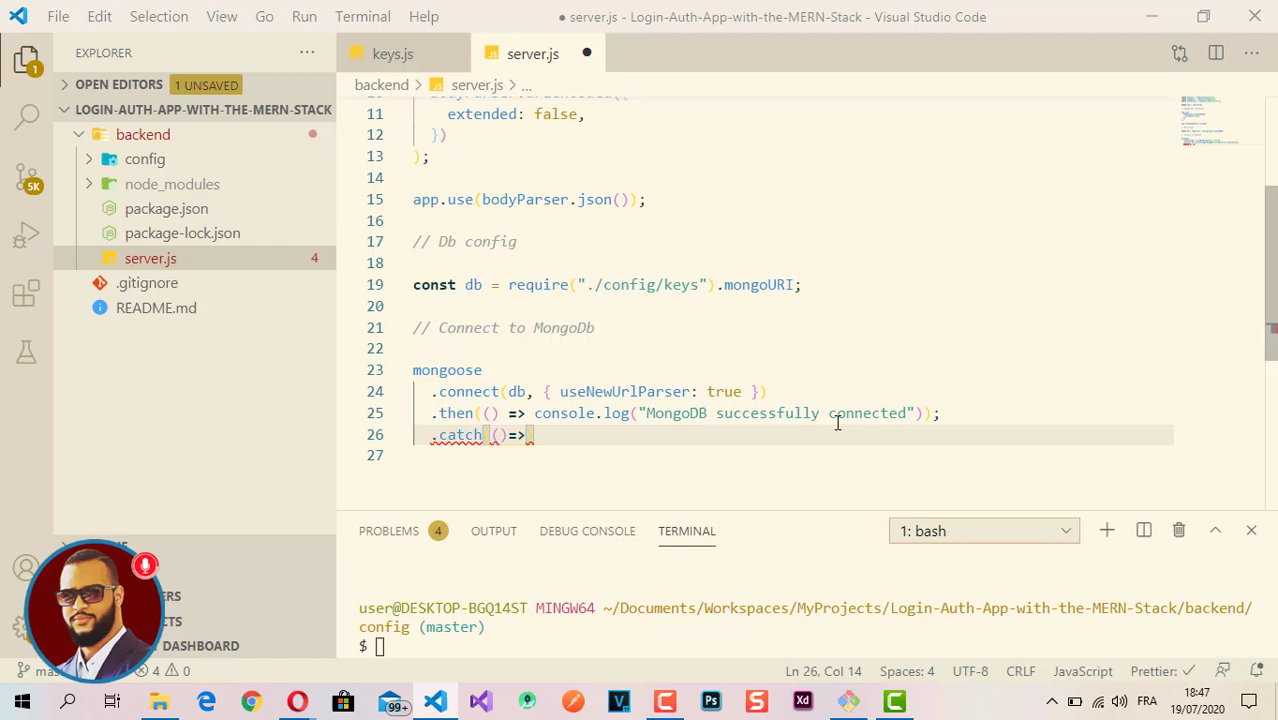 File Edit Selection View Go Run Terminal
● server.js - Login-Auth-App-with-the-MERN-Stack - Visual Studio Code
EXPLORER
keys.js
server.js
OPEN EDITORS 1 UNSAVED
LOGIN-AUTH-APP-WITH-THE-MERN-STACK
backend
config
node_modules
package.json
package-lock.json
server.js 4
.gitignore
README.md
1
5K
backend > server.js > ...
11 extended: false,
12 })
13 );
14
15 app.use(bodyParser.json());
16
17 // Db config
18
19 const db = require("./config/keys").mongoURI;
20
21 // Connect to MongoDb
22
23 mongoose
24 .connect(db, { useNewUrlParser: true })
25 .then(() => console.log("MongoDB successfully connected"));
26 .catch(()=>)
27
PROBLEMS 4 OUTPUT DEBUG CONSOLE TERMINAL
1: bash
user@DESKTOP-BGQ14ST MINGW64 ~/Documents/Workspaces/MyProjects/Login-Auth-App-with-the-MERN-Stack/backend/
config (master)
$
DASHBOARD
4 0
Ln 26, Col 14 Spaces: 4 UTF-8 CRLF JavaScript Prettier: ✓
99+
Ps
S
Xd
FRA
18:47
19/07/2020